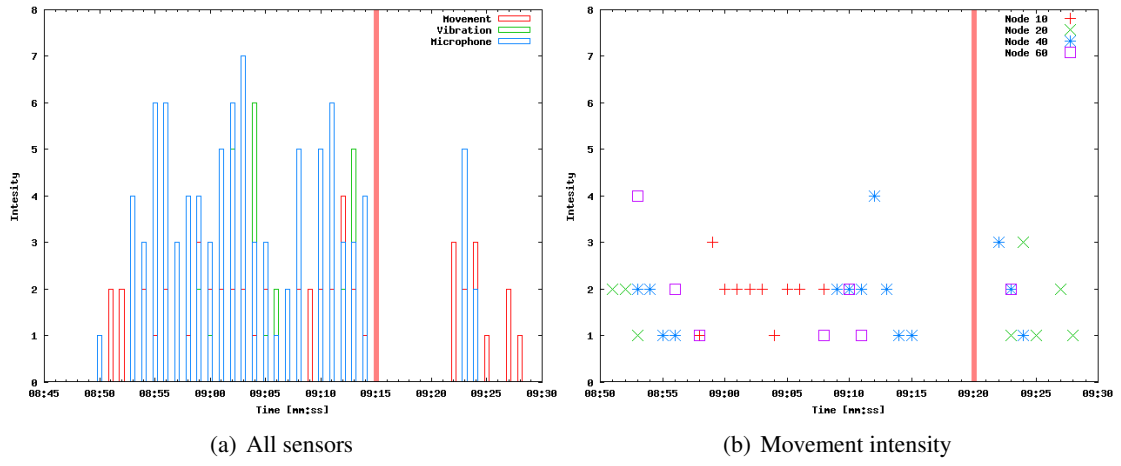 8
7
6
5
4
3
2
1
0
Intesity
Movement
Vibration
Microphone
08:45 08:50 08:55 09:00 09:05 09:10 09:15 09:20 09:25 09:30
Time [mm:ss]
(a) All sensors
8
7
6
5
4
3
2
1
0
Intesity
Node 10
Node 20
Node 40
Node 60
08:50 08:55 09:00 09:05 09:10 09:15 09:20 09:25 09:30
Time [mm:ss]
(b) Movement intensity